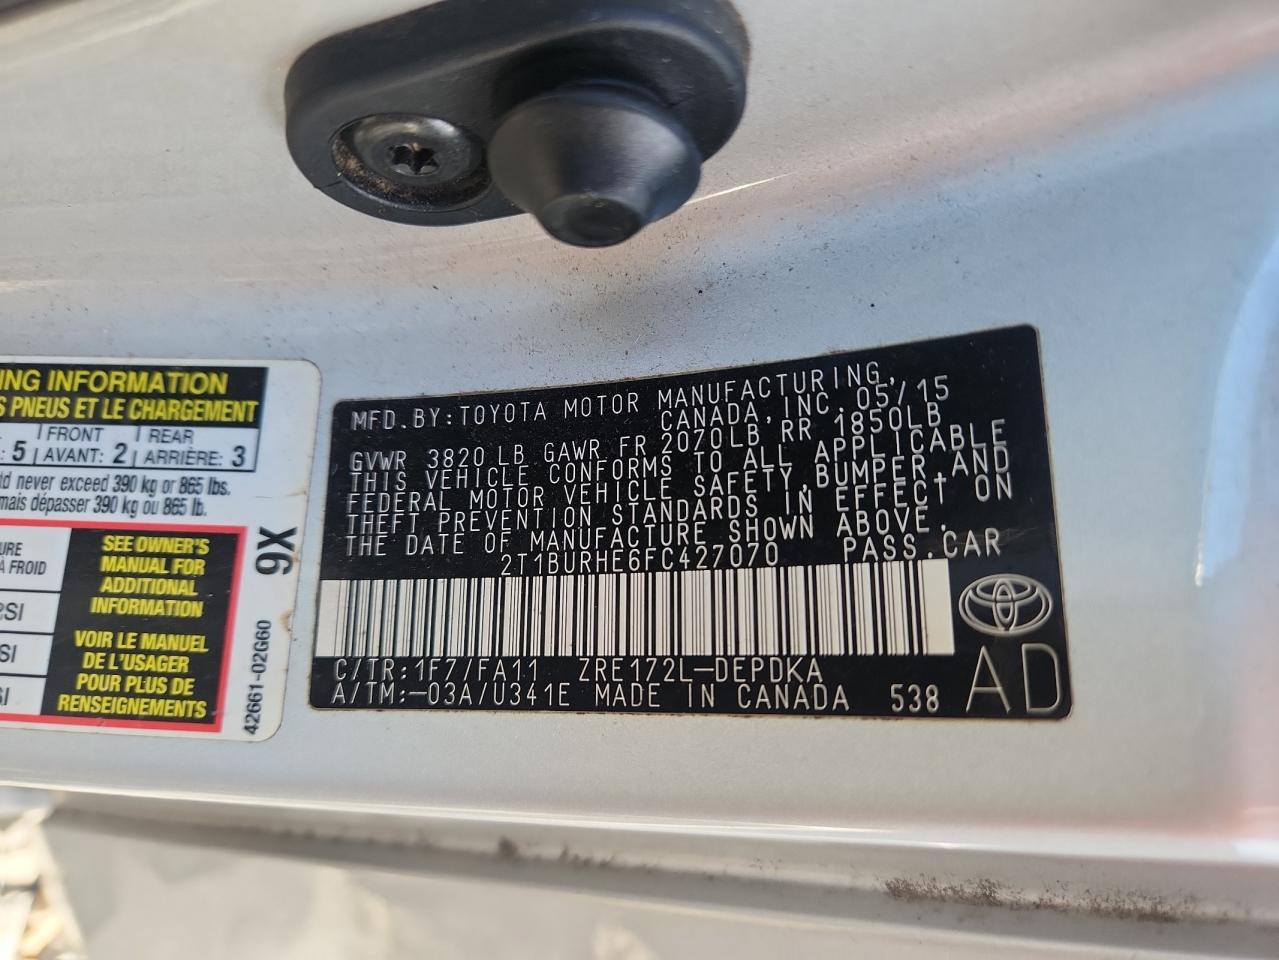 NG INFORMATION
S PNEUS ET LE CHARGEMENT
: 5 FRONT AVANT: 2 REAR ARRIÈRE: 3
ld never exceed 390 kg or 865 lbs.
mais dépasser 390 kg ou 865 lb.
URE
À FROID
SI
SI
SI
SEE OWNER'S
MANUAL FOR
ADDITIONAL
INFORMATION
VOIR LE MANUEL
DE L'USAGER
POUR PLUS DE
RENSEIGNEMENTS
9X
42661-02G60
MFD. BY: TOYOTA MOTOR MANUFACTURING
CANADA, INC. 05/15
GVWR 3820 LB GAWR FR 2070LB RR 1850LB
THIS VEHICLE CONFORMS TO ALL APPLICABLE
FEDERAL MOTOR VEHICLE SAFETY, BUMPER, AND
THEFT PREVENTION STANDARDS IN EFFECT ON
THE DATE OF MANUFACTURE SHOWN ABOVE.
2T1BURHE6FC427070 PASS. CAR
C/TR: 1F7/FA11 ZRE172L-DEPDKA
A/TM: -03A/U341E MADE IN CANADA 538
AD